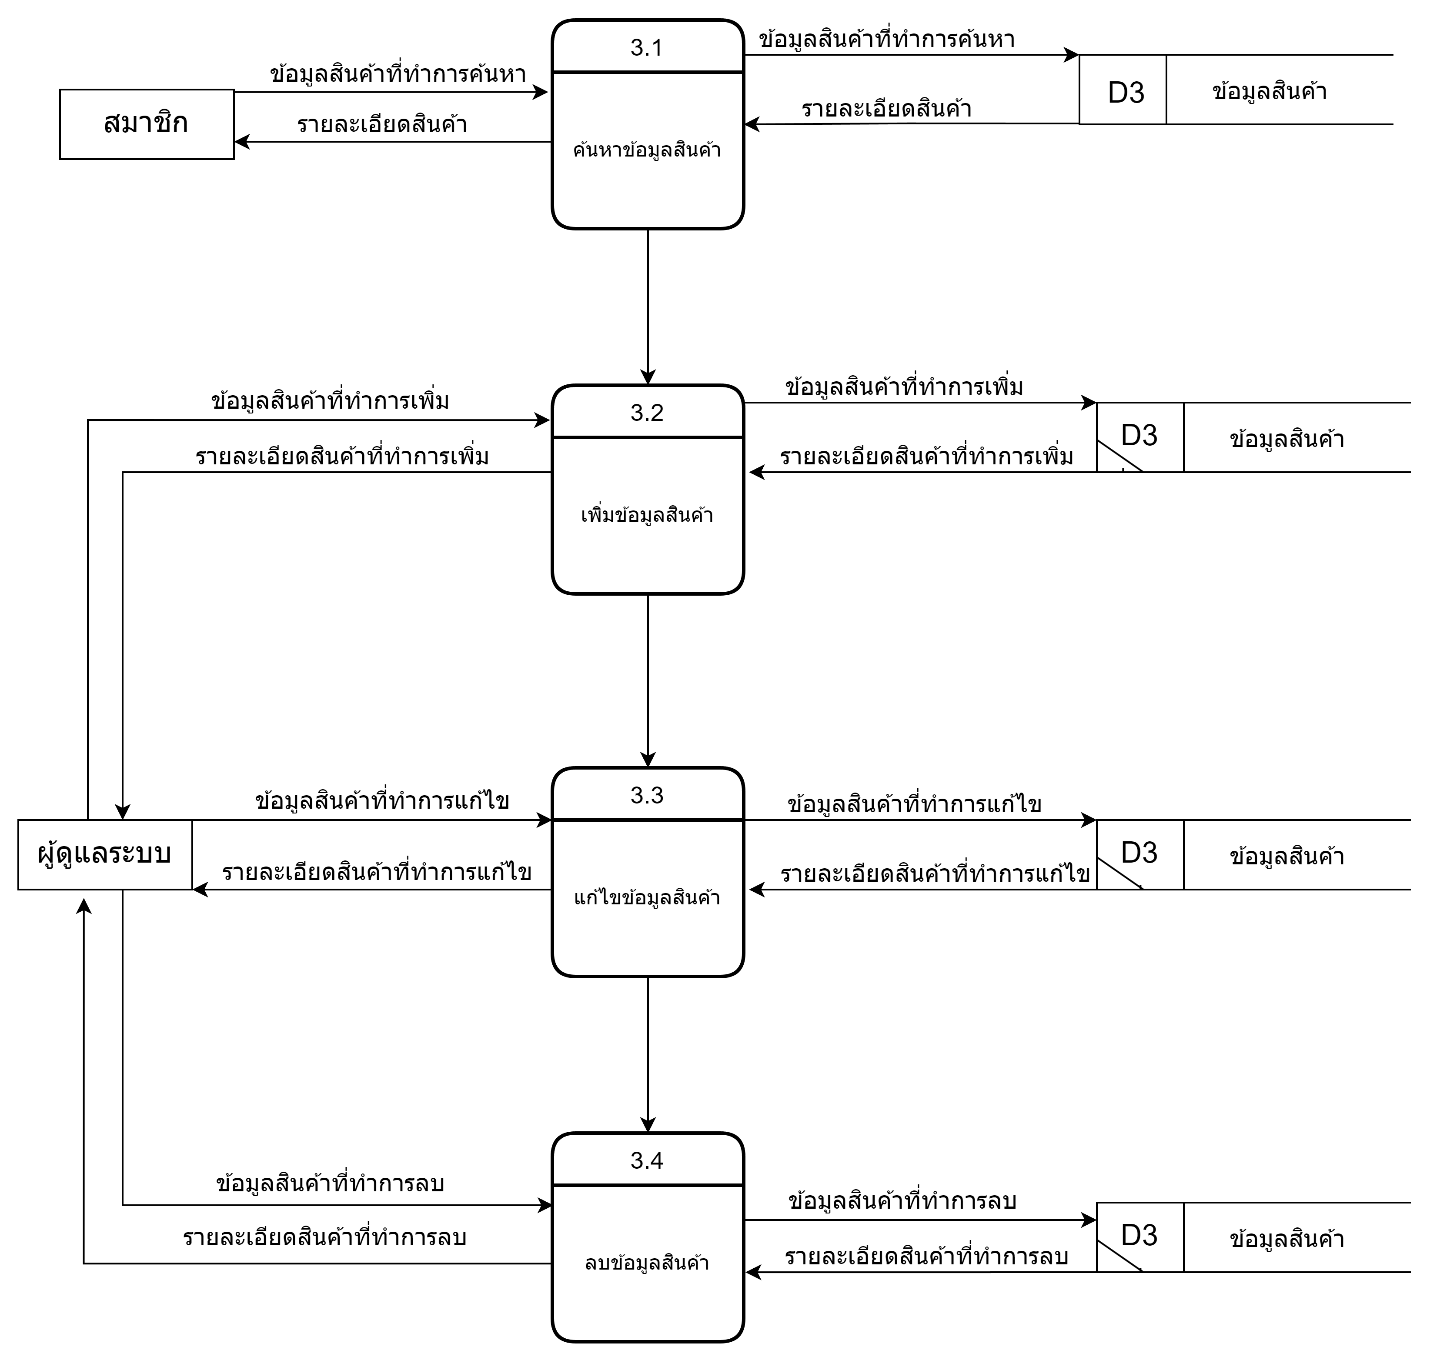 3.1
ข้อมูลสินค้าที่ทำการค้นหา
ข้อมูลสินค้าที่ทำการค้นหา
สมาชิก
D3
ข้อมูลสินค้า
รายละเอียดสินค้า
รายละเอียดสินค้า
ค้นหาข้อมูลสินค้า
3.2
ข้อมูลสินค้าที่ทำการเพิ่ม
ข้อมูลสินค้าที่ทำการเพิ่ม
D3
ข้อมูลสินค้า
รายละเอียดสินค้าที่ทำการเพิ่ม
รายละเอียดสินค้าที่ทำการเพิ่ม
เพิ่มข้อมูลสินค้า
3.3
ข้อมูลสินค้าที่ทำการแก้ไข
ข้อมูลสินค้าที่ทำการแก้ไข
ผู้ดูแลระบบ
D3
ข้อมูลสินค้า
รายละเอียดสินค้าที่ทำการแก้ไข
รายละเอียดสินค้าที่ทำการแก้ไข
แก้ไขข้อมูลสินค้า
3.4
ข้อมูลสินค้าที่ทำการลบ
ข้อมูลสินค้าที่ทำการลบ
D3
ข้อมูลสินค้า
รายละเอียดสินค้าที่ทำการลบ
รายละเอียดสินค้าที่ทำการลบ
ลบข้อมูลสินค้า